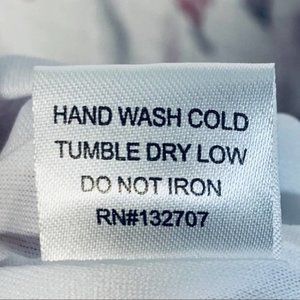 HAND WASH COLD
TUMBLE DRY LOW
DO NOT IRON
RN#132707